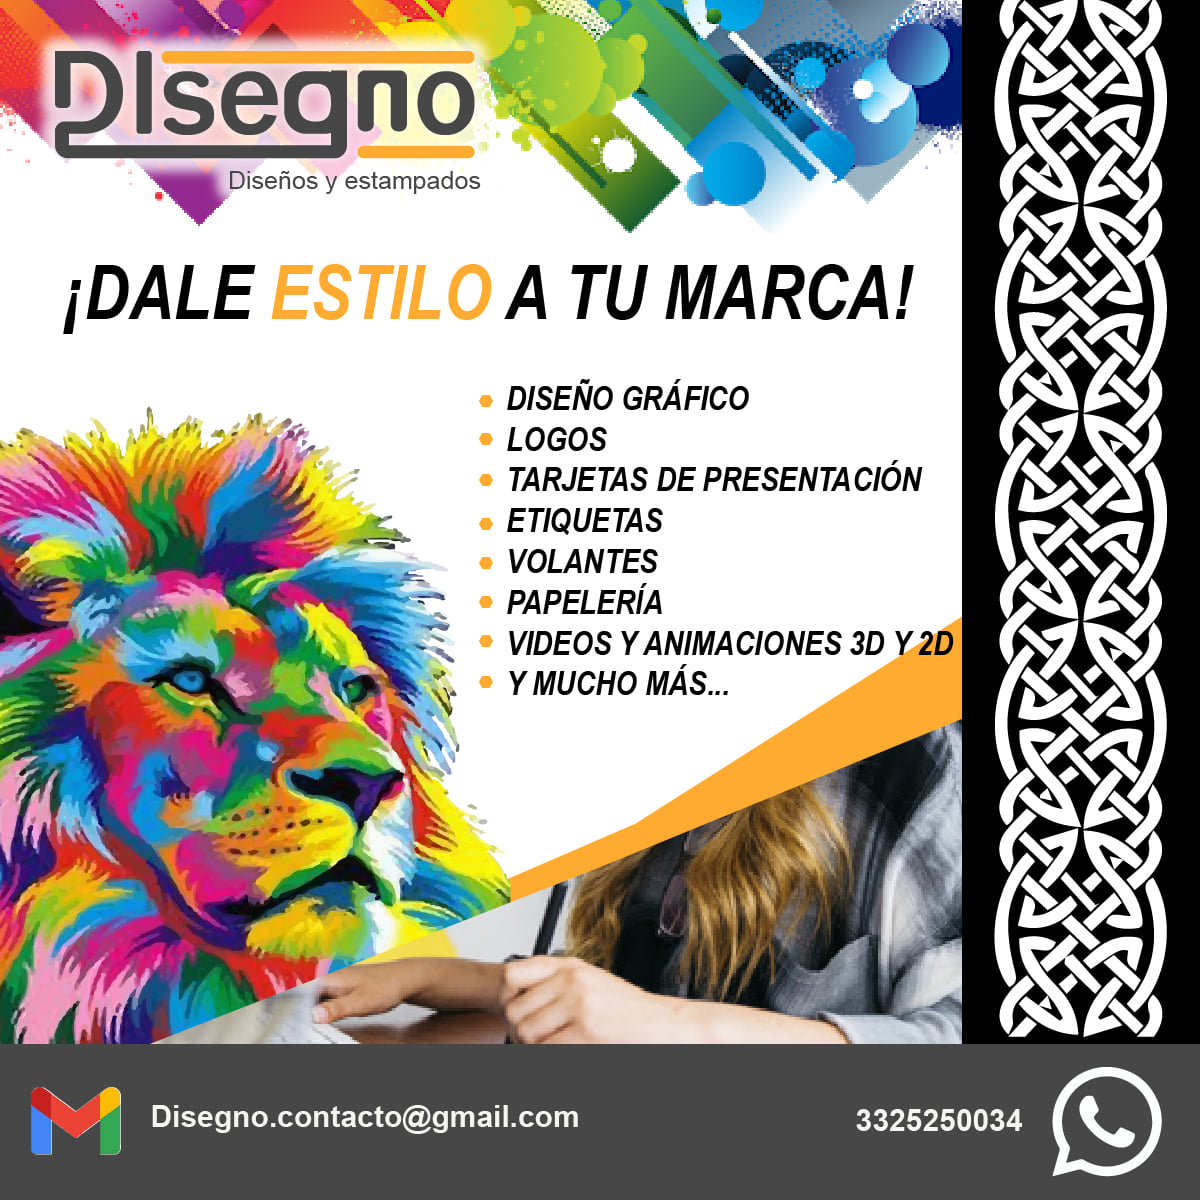 DIsegno
Diseños y estampados
¡DALE ESTILO A TU MARCA!
DISEÑO GRÁFICO
LOGOS
TARJETAS DE PRESENTACIÓN
ETIQUETAS
VOLANTES
PAPELERÍA
VIDEOS Y ANIMACIONES 3D Y 2D
Y MUCHO MÁS...
Disegno.contacto@gmail.com
3325250034